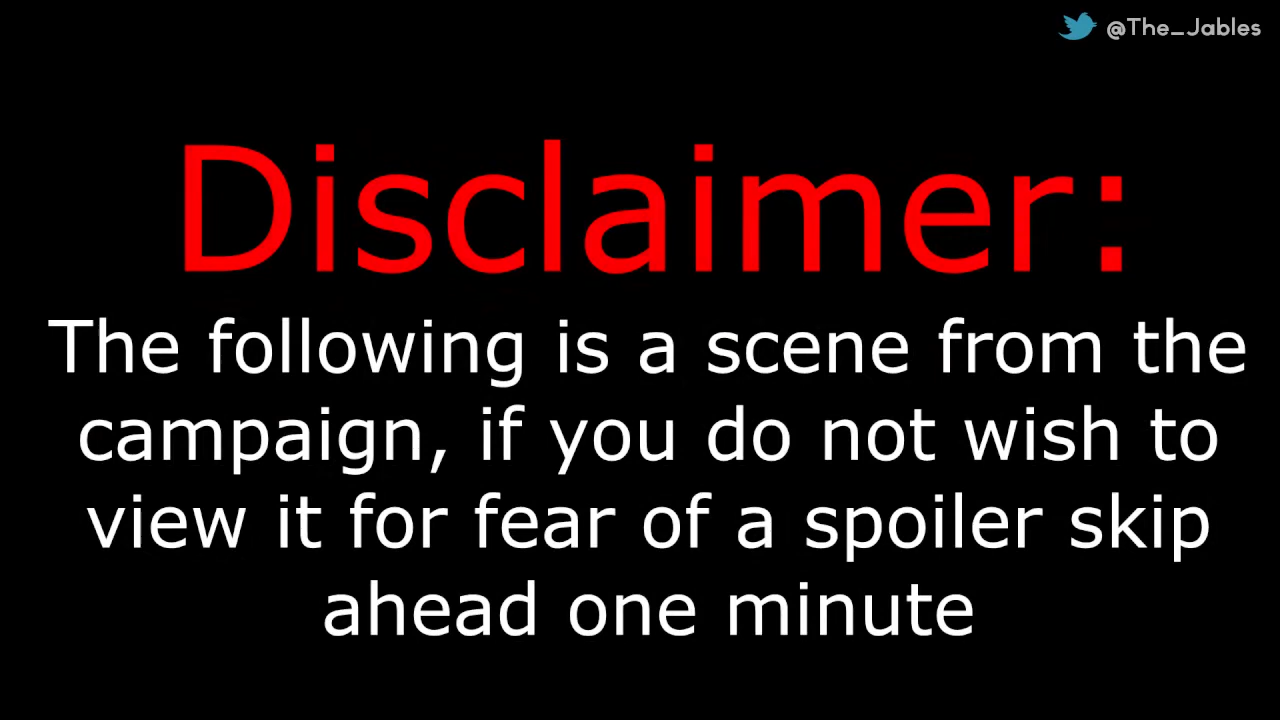 @The_Jables
Disclaimer:
The following is a scene from the
campaign, if you do not wish to
view it for fear of a spoiler skip
ahead one minute